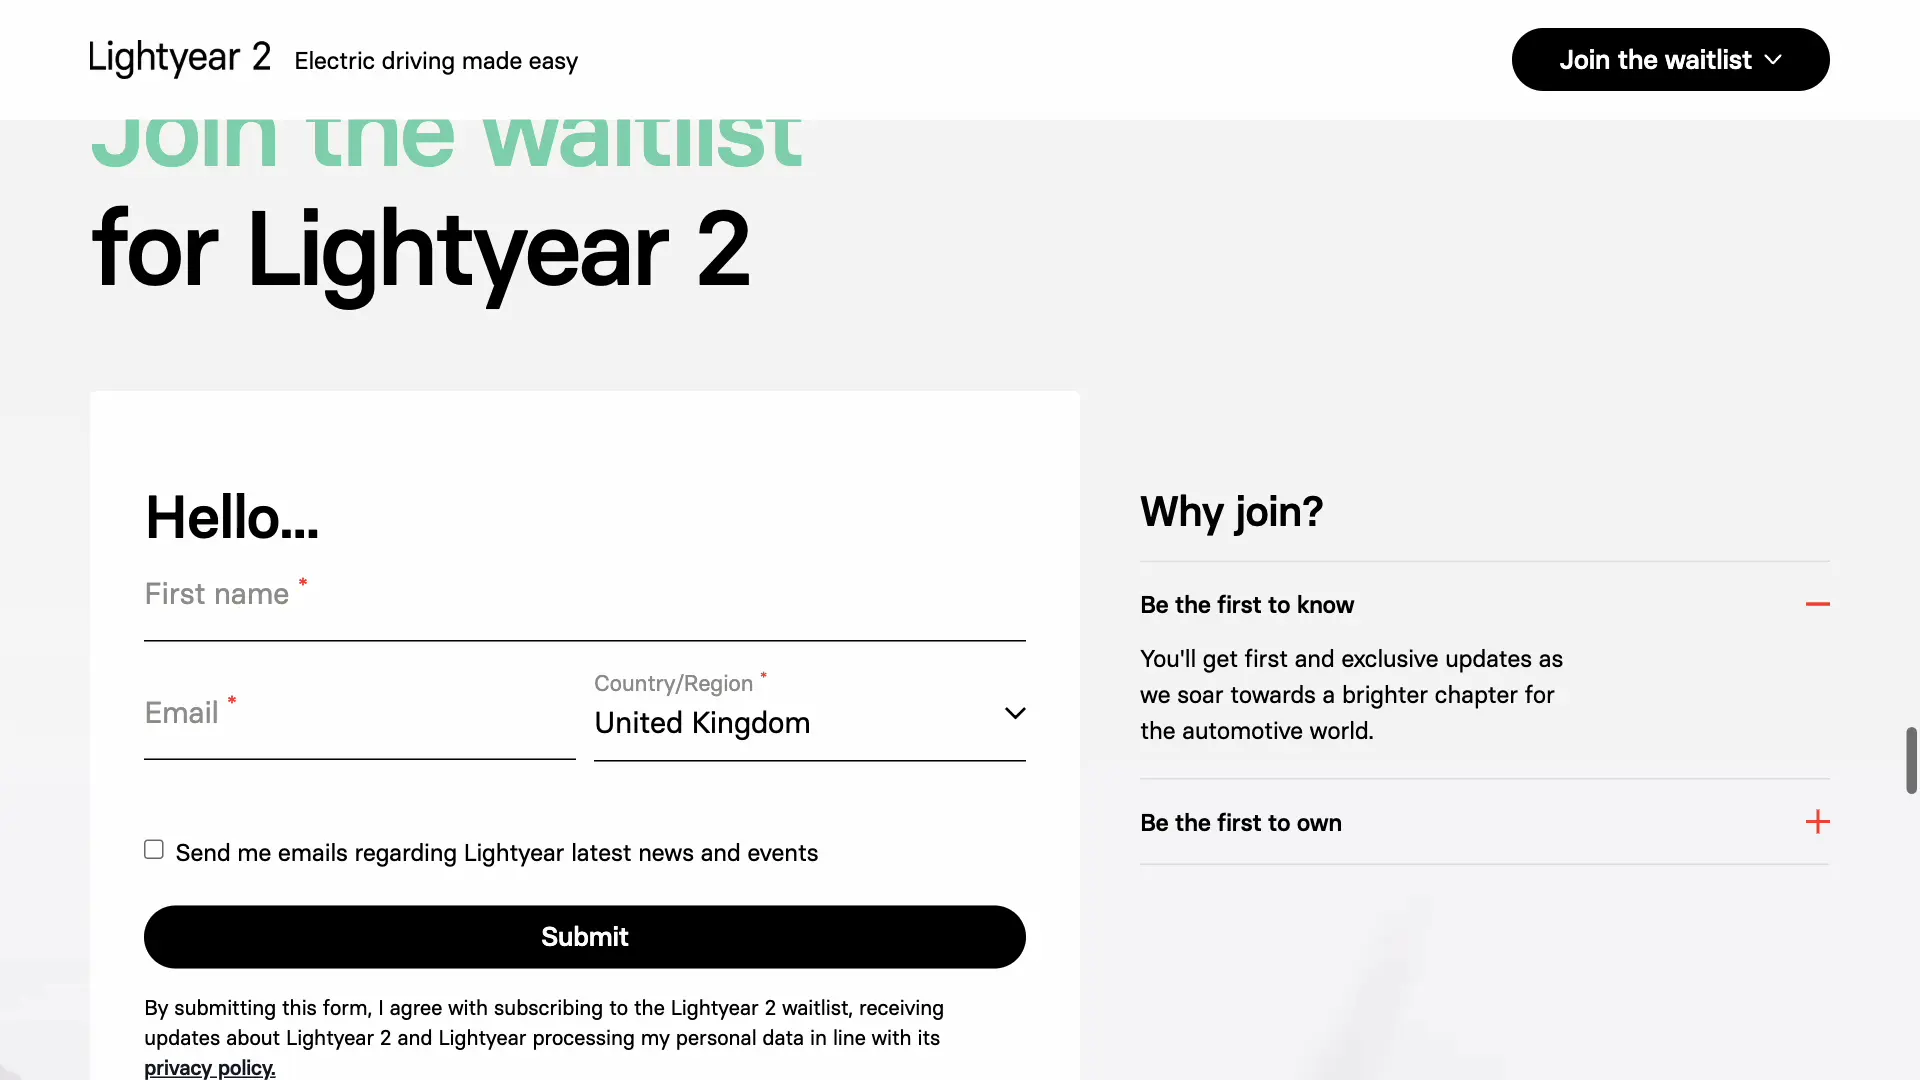 Lightyear 2 Electric driving made easy
Join the waitlist
Join the waitlist
for Lightyear 2
Hello...
First name *
Email *
Country/Region *
United Kingdom
Send me emails regarding Lightyear latest news and events
Submit
By submitting this form, I agree with subscribing to the Lightyear 2 waitlist, receiving
updates about Lightyear 2 and Lightyear processing my personal data in line with its
privacy policy.
Why join?
Be the first to know
You'll get first and exclusive updates as
we soar towards a brighter chapter for
the automotive world.
Be the first to own